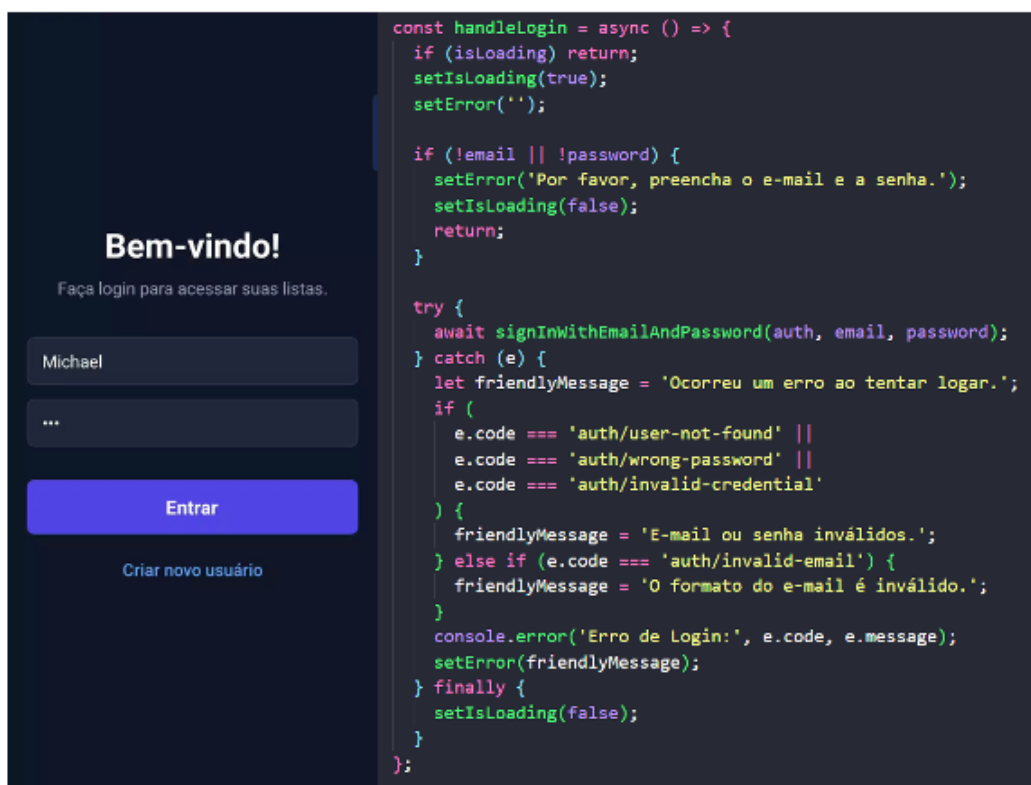 Bem-vindo!
Faça login para acessar suas listas.
Michael
•••
Entrar
Criar novo usuário
const handleLogin = async () => {
  if (isLoading) return;
  setIsLoading(true);
  setError('');

  if (!email || !password) {
    setError('Por favor, preencha o e-mail e a senha.');
    setIsLoading(false);
    return;
  }

  try {
    await signInWithEmailAndPassword(auth, email, password);
  } catch (e) {
    let friendlyMessage = 'Ocorreu um erro ao tentar logar.';
    if (
      e.code === 'auth/user-not-found' ||
      e.code === 'auth/wrong-password' ||
      e.code === 'auth/invalid-credential'
    ) {
      friendlyMessage = 'E-mail ou senha inválidos.';
    } else if (e.code === 'auth/invalid-email') {
      friendlyMessage = 'O formato do e-mail é inválido.';
    }
    console.error('Erro de Login:', e.code, e.message);
    setError(friendlyMessage);
  } finally {
    setIsLoading(false);
  }
};